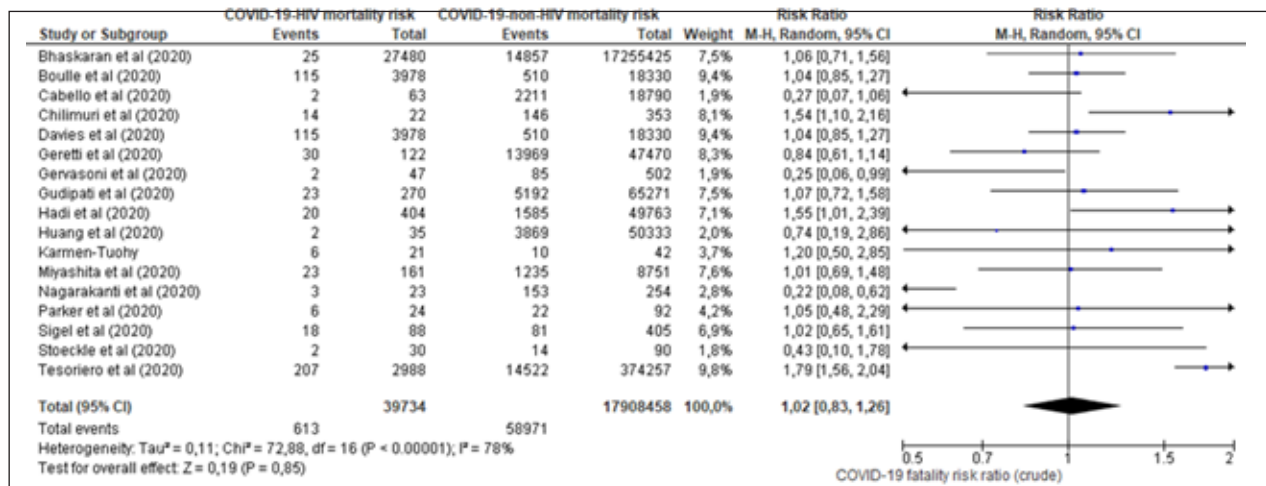 COVID-19-HIV mortality risk COVID-19-non-HIV mortality risk Risk Ratio Risk Ratio
Study or Subgroup Events Total Events Total Weight M-H, Random, 95% CI M-H, Random, 95% CI
Bhaskaran et al (2020) 25 27480 14857 17255425 7,5% 1,06 [0,71, 1,56]
Boulle et al (2020) 115 3978 510 18330 9,4% 1,04 [0,85, 1,27]
Cabello et al (2020) 2 63 2211 18790 1,9% 0,27 [0,07, 1,06]
Chilimuri et al (2020) 14 22 146 353 8,0% 1,54 [1,10, 2,16]
Davies et al (2020) 115 3978 510 18330 9,4% 1,04 [0,85, 1,27]
Geretti et al (2020) 30 122 13969 47470 8,3% 0,84 [0,61, 1,14]
Gervasoni et al (2020) 2 47 85 502 1,9% 0,25 [0,06, 0,99]
Gudipati et al (2020) 23 270 5192 65271 7,5% 1,07 [0,72, 1,58]
Hadi et al (2020) 20 404 1585 49763 7,1% 1,55 [1,01, 2,39]
Huang et al (2020) 2 35 3869 50333 2,0% 0,74 [0,19, 2,86]
Karmen-Tuohy 6 21 10 42 3,7% 1,20 [0,50, 2,85]
Miyashita et al (2020) 23 161 1235 8751 7,6% 1,01 [0,69, 1,48]
Nagarakanti et al (2020) 3 23 153 254 2,8% 0,22 [0,08, 0,62]
Parker et al (2020) 6 24 22 92 4,2% 1,05 [0,48, 2,29]
Sigel et al (2020) 18 88 81 405 6,9% 1,02 [0,65, 1,61]
Stoeckle et al (2020) 2 30 14 90 1,8% 0,43 [0,10, 1,78]
Tesoriero et al (2020) 207 2988 14522 374257 9,8% 1,79 [1,56, 2,04]
Total (95% CI) 39734 17908458 100,0% 1,02 [0,83, 1,26]
Total events 613 58971
Heterogeneity: Tau² = 0,11; Chi² = 72,88, df = 16 (P < 0.00001); I² = 78%
Test for overall effect: Z = 0,19 (P = 0,85)
0.5 0.7 1 1.5 2
COVID-19 fatality risk ratio (crude)